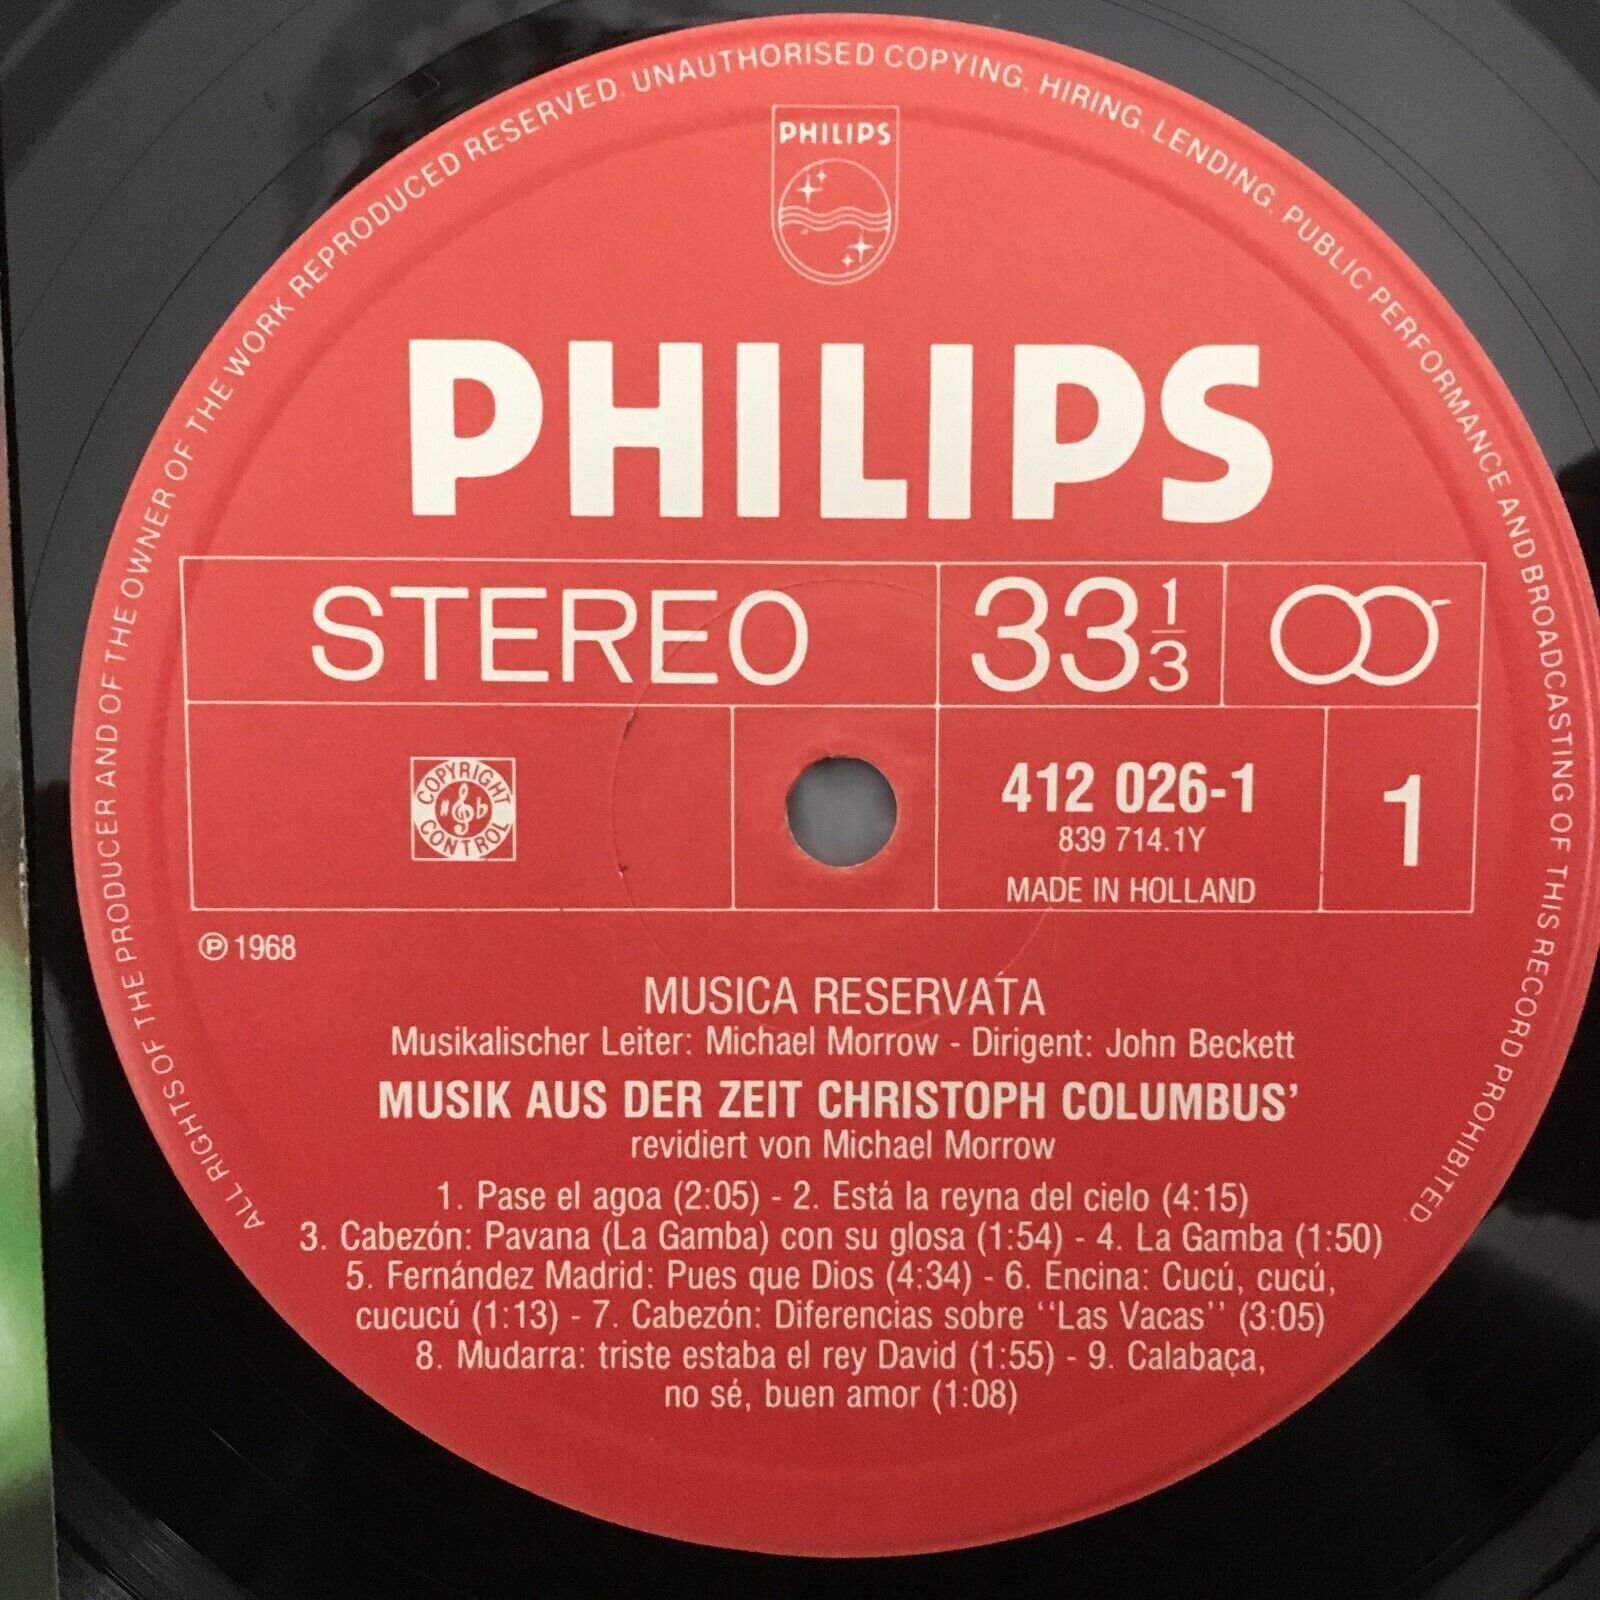 ALL RIGHTS OF THE PRODUCER AND OF THE OWNER OF THE WORK REPRODUCED RESERVED. UNAUTHORISED COPYING. HIRING. LENDING. PUBLIC PERFORMANCE AND BROADCASTING OF THIS RECORD PROHIBITED.
PHILIPS
PHILIPS
STEREO
33 1/3
COPYRIGHT CONTROL
412 026-1
839 714.1Y
MADE IN HOLLAND
1
℗ 1968
MUSICA RESERVATA
Musikalischer Leiter: Michael Morrow - Dirigent: John Beckett
MUSIK AUS DER ZEIT CHRISTOPH COLUMBUS’
revidiert von Michael Morrow
1. Pase el agoa (2:05) - 2. Está la reyna del cielo (4:15)
3. Cabezón: Pavana (La Gamba) con su glosa (1:54) - 4. La Gamba (1:50)
5. Fernández Madrid: Pues que Dios (4:34) - 6. Encina: Cucú, cucú,
cucucú (1:13) - 7. Cabezón: Diferencias sobre ‘‘Las Vacas’’ (3:05)
8. Mudarra: triste estaba el rey David (1:55) - 9. Calabaça,
no sé, buen amor (1:08)